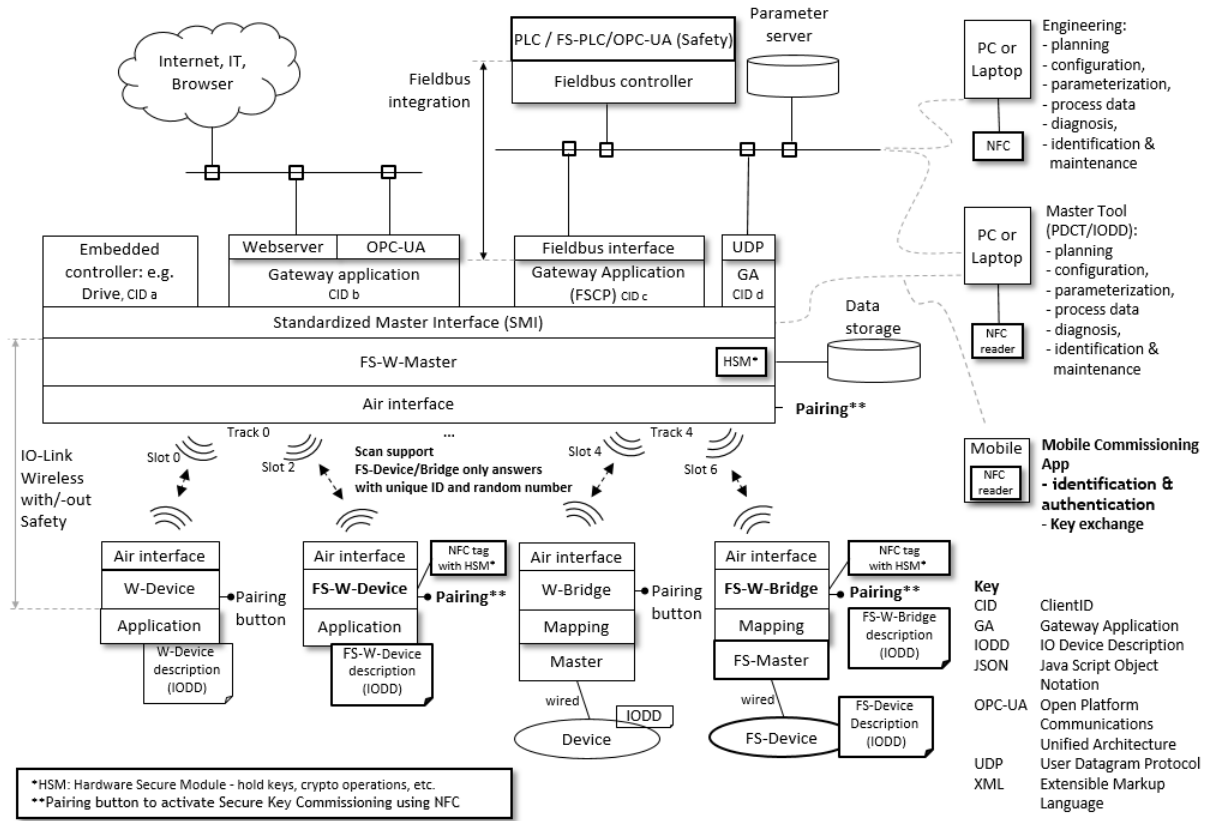 Internet, IT,
Browser
Fieldbus
integration
PLC / FS-PLC/OPC-UA (Safety)
Fieldbus controller
Parameter
server
PC or
Laptop
NFC
Engineering:
- planning
- configuration,
- parameterization,
- process data
- diagnosis,
- identification &
maintenance
Embedded
controller: e.g.
Drive, CID a
Webserver
OPC-UA
Gateway application
CID b
Fieldbus interface
Gateway Application
(FSCP) CID c
UDP
GA
CID d
PC or
Laptop
NFC
reader
Master Tool
(PDCT/IODD):
- planning
- configuration,
- parameterization,
- process data
- diagnosis,
- identification &
maintenance
Standardized Master Interface (SMI)
FS-W-Master
HSM*
Data
storage
Air interface
Pairing**
IO-Link
Wireless
with/-out
Safety
Track 0
...
Track 4
Slot 0
Slot 2
Slot 4
Slot 6
Scan support
FS-Device/Bridge only answers
with unique ID and random number
Mobile
NFC
reader
Mobile Commissioning
App
- identification &
authentication
- Key exchange
Air interface
W-Device
Application
Pairing
button
W-Device
description
(IODD)
Air interface
FS-W-Device
Application
NFC tag
with HSM*
Pairing**
FS-W-Device
description
(IODD)
Air interface
W-Bridge
Mapping
Master
Pairing
button
wired
Device
IODD
Air interface
FS-W-Bridge
Mapping
FS-Master
NFC tag
with HSM*
Pairing**
FS-W-Bridge
description
(IODD)
wired
FS-Device
FS-Device
Description
(IODD)
Key
CID ClientID
GA Gateway Application
IODD IO Device Description
JSON Java Script Object
Notation
OPC-UA Open Platform
Communications
Unified Architecture
UDP User Datagram Protocol
XML Extensible Markup
Language
*HSM: Hardware Secure Module - hold keys, crypto operations, etc.
**Pairing button to activate Secure Key Commissioning using NFC